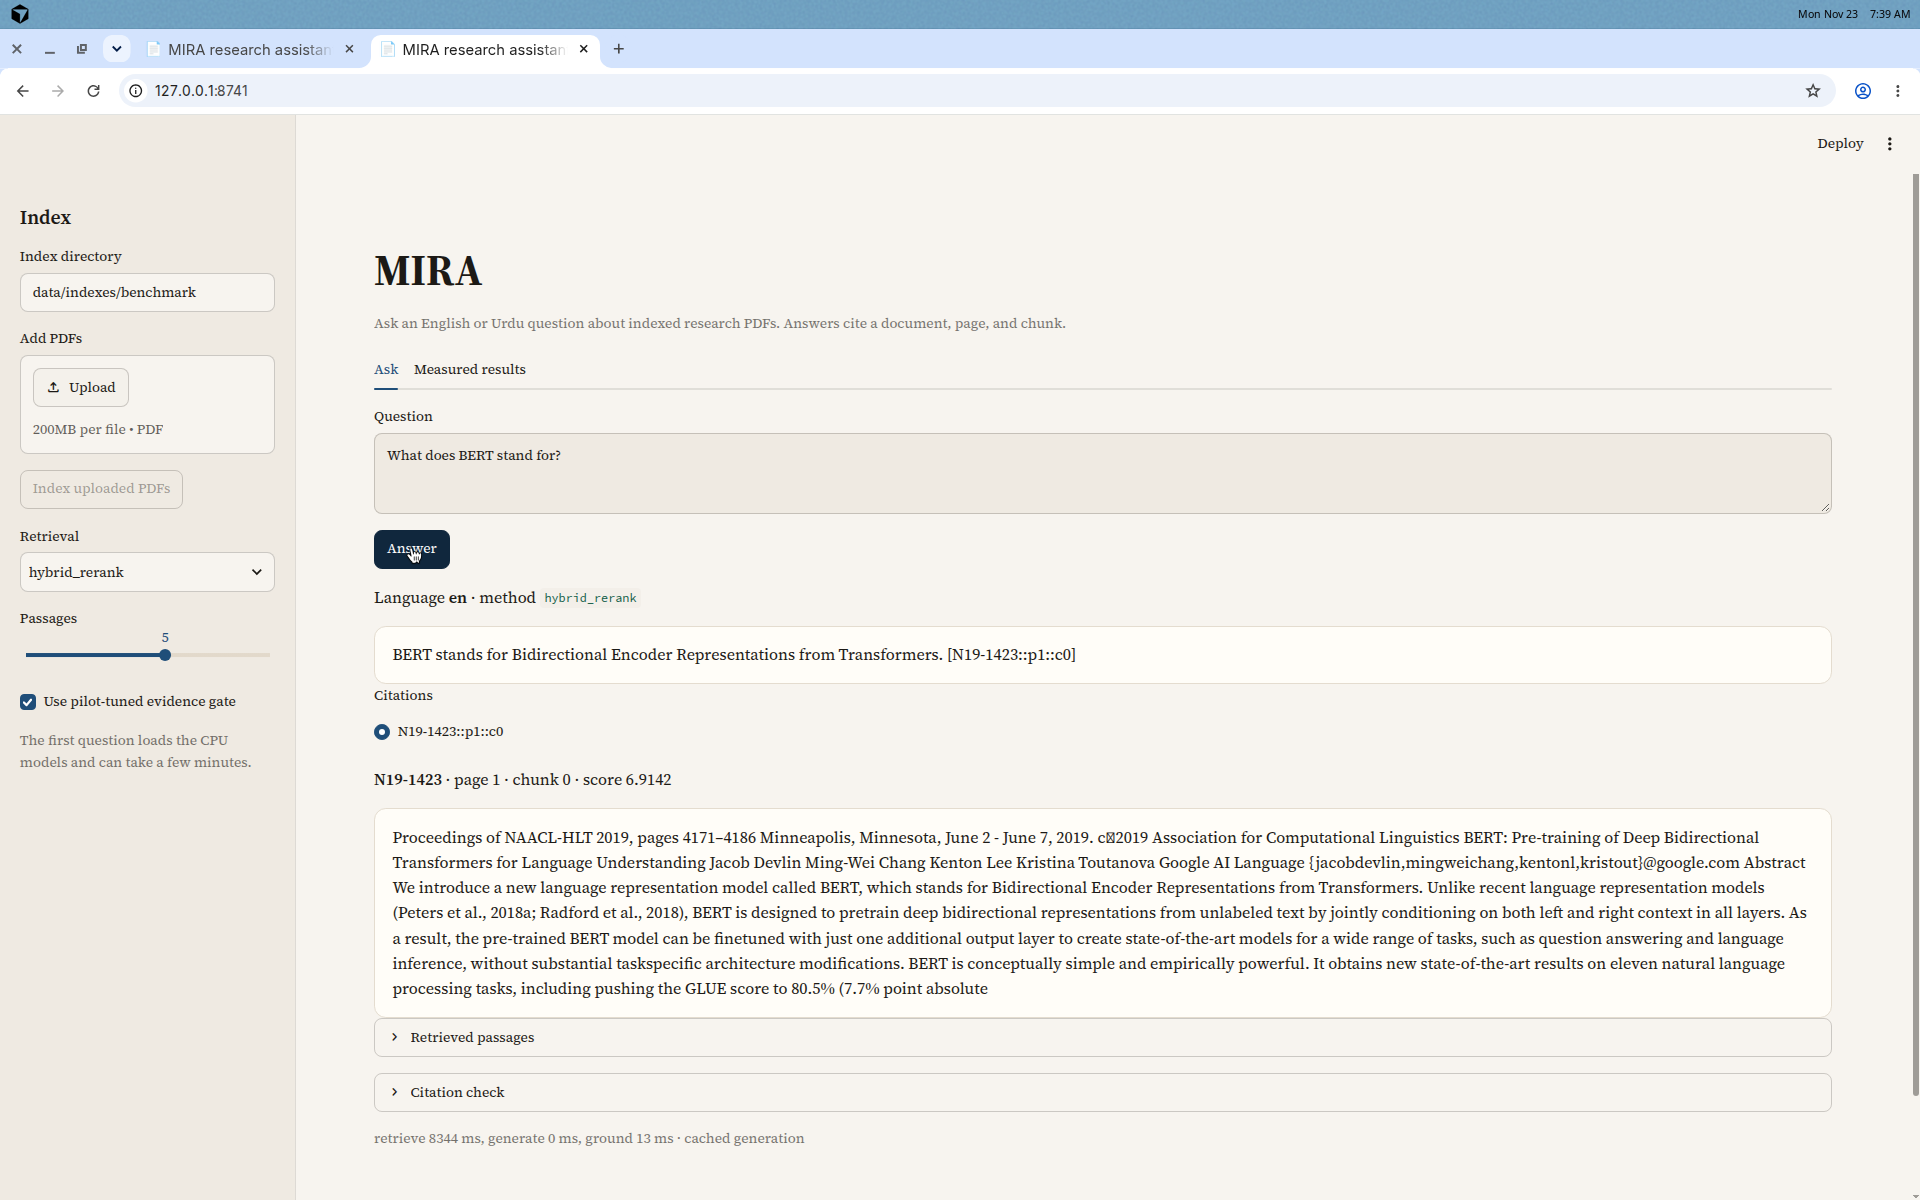 Mon Nov 23 7:39 AM
MIRA research assistan
MIRA research assistan
127.0.0.1:8741
Deploy
Index
Index directory
data/indexes/benchmark
Add PDFs
Upload
200MB per file • PDF
Index uploaded PDFs
Retrieval
hybrid_rerank
Passages
5
Use pilot-tuned evidence gate
The first question loads the CPU
models and can take a few minutes.
MIRA
Ask an English or Urdu question about indexed research PDFs. Answers cite a document, page, and chunk.
Ask Measured results
Question
What does BERT stand for?
Answer
Language en · method hybrid_rerank
BERT stands for Bidirectional Encoder Representations from Transformers. [N19-1423::p1::c0]
Citations
N19-1423::p1::c0
N19-1423 · page 1 · chunk 0 · score 6.9142
Proceedings of NAACL-HLT 2019, pages 4171–4186 Minneapolis, Minnesota, June 2 - June 7, 2019. c2019 Association for Computational Linguistics BERT: Pre-training of Deep Bidirectional
Transformers for Language Understanding Jacob Devlin Ming-Wei Chang Kenton Lee Kristina Toutanova Google AI Language {jacobdevlin,mingweichang,kentonl,kristout}@google.com Abstract
We introduce a new language representation model called BERT, which stands for Bidirectional Encoder Representations from Transformers. Unlike recent language representation models
(Peters et al., 2018a; Radford et al., 2018), BERT is designed to pretrain deep bidirectional representations from unlabeled text by jointly conditioning on both left and right context in all layers. As
a result, the pre-trained BERT model can be finetuned with just one additional output layer to create state-of-the-art models for a wide range of tasks, such as question answering and language
inference, without substantial taskspecific architecture modifications. BERT is conceptually simple and empirically powerful. It obtains new state-of-the-art results on eleven natural language
processing tasks, including pushing the GLUE score to 80.5% (7.7% point absolute
Retrieved passages
Citation check
retrieve 8344 ms, generate 0 ms, ground 13 ms · cached generation